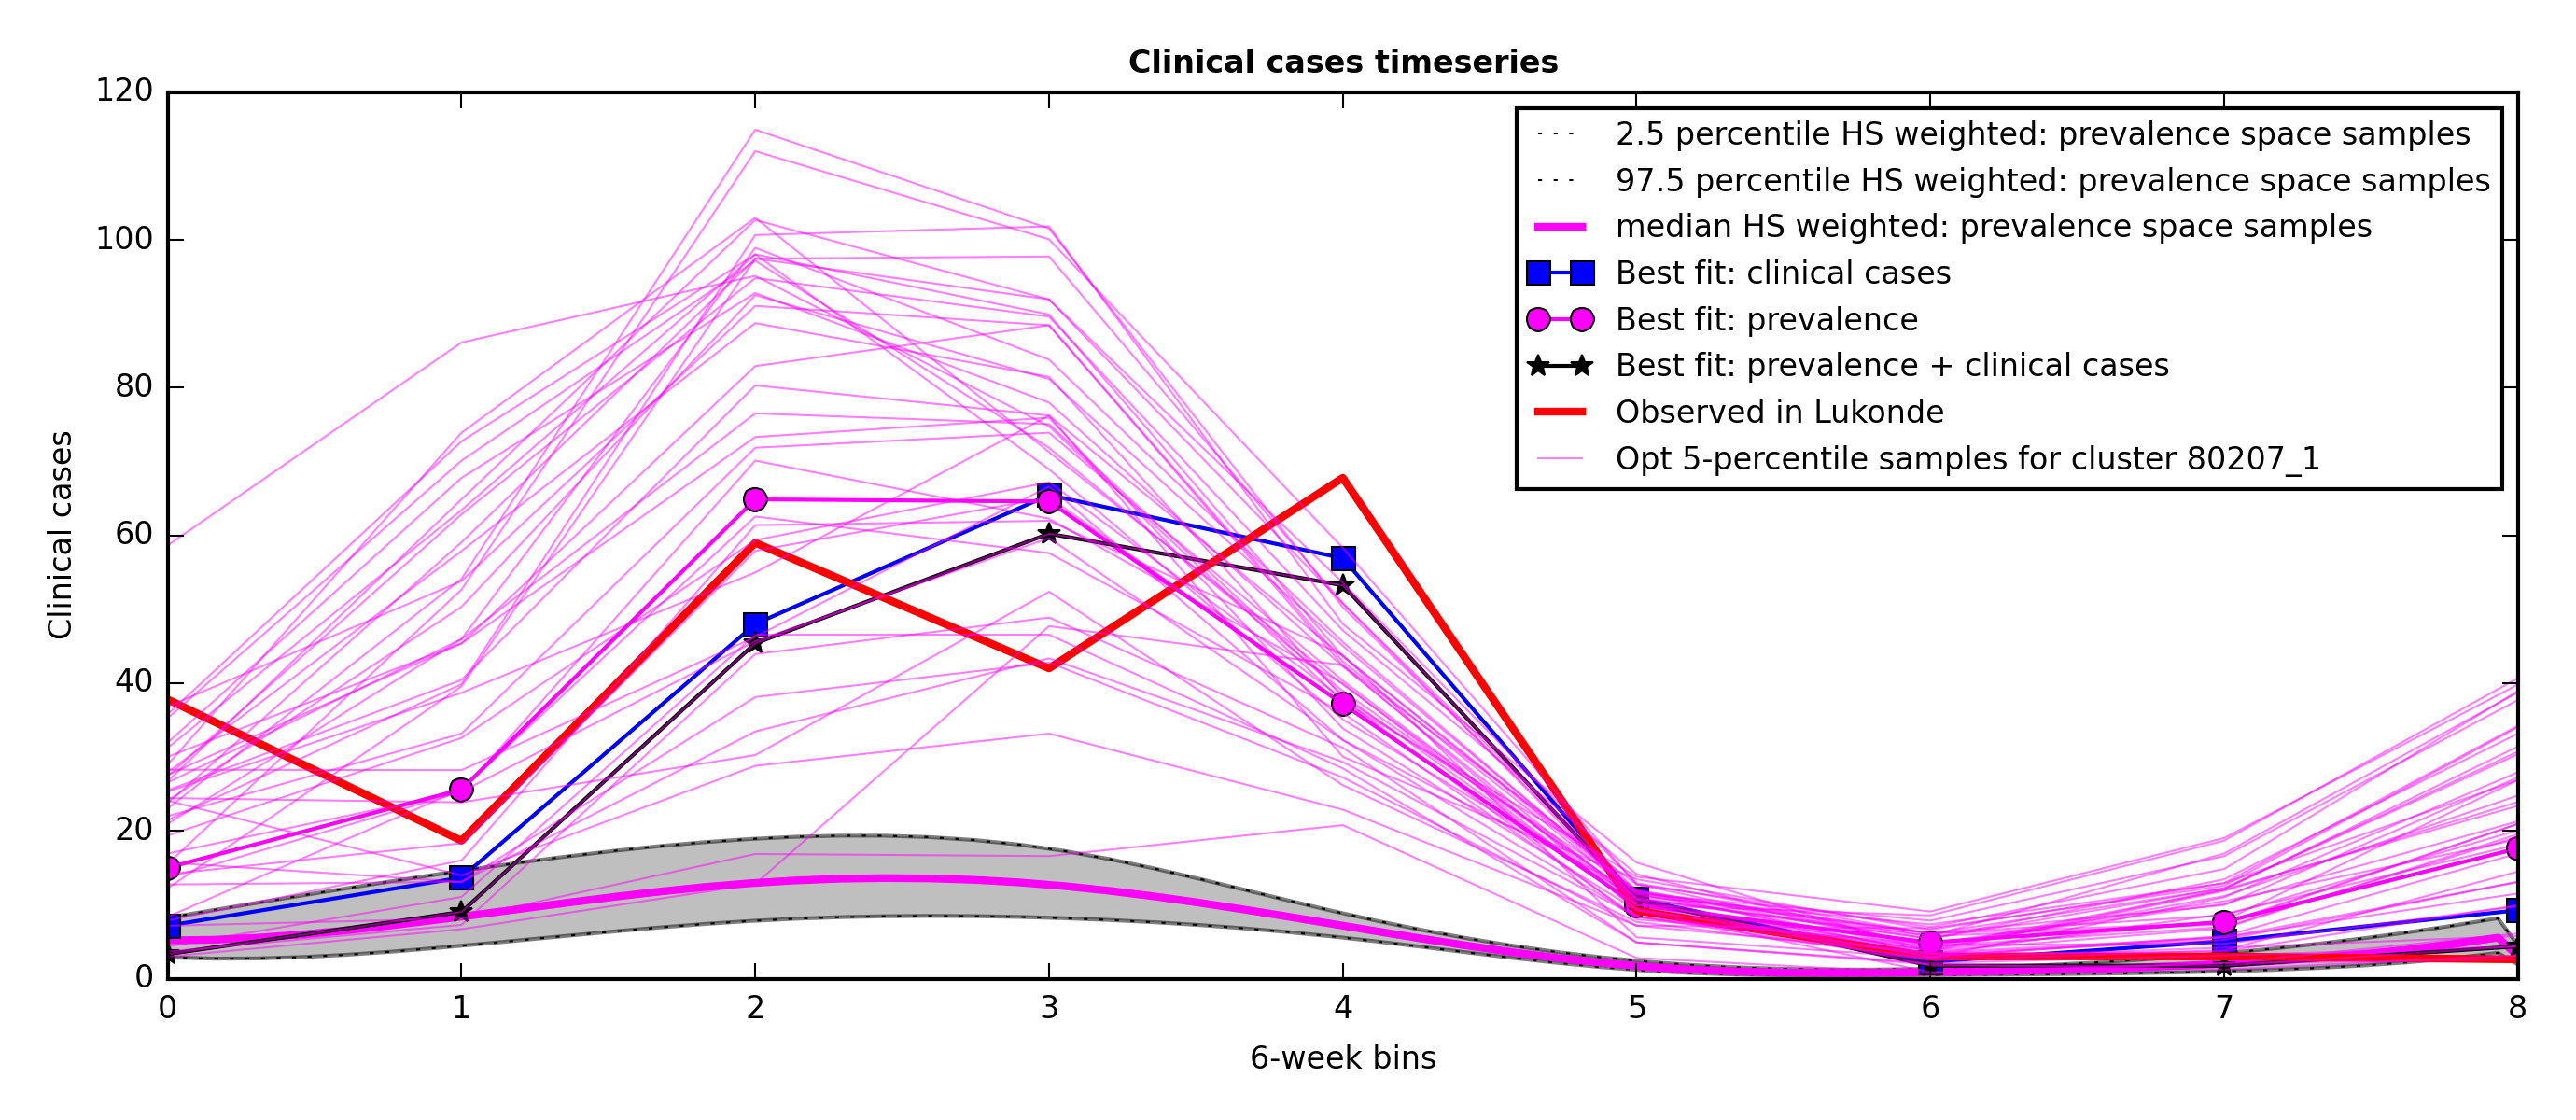 Clinical cases timeseries
120
100
80
60
40
20
0
Clinical cases
2.5 percentile HS weighted: prevalence space samples
97.5 percentile HS weighted: prevalence space samples
median HS weighted: prevalence space samples
Best fit: clinical cases
Best fit: prevalence
Best fit: prevalence + clinical cases
Observed in Lukonde
Opt 5-percentile samples for cluster 80207_1
0 1 2 3 4 5 6 7 8
6-week bins